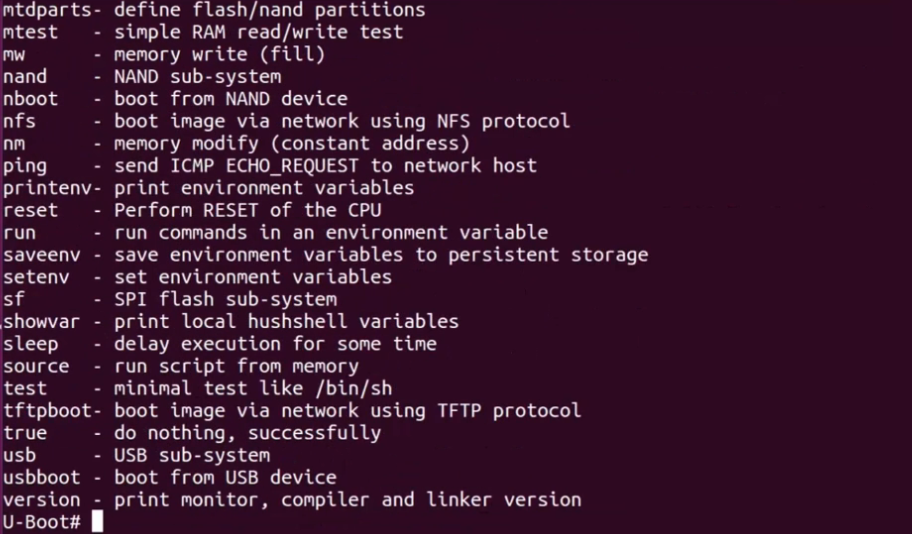 mtdparts- define flash/nand partitions
mtest   - simple RAM read/write test
mw      - memory write (fill)
nand    - NAND sub-system
nboot   - boot from NAND device
nfs     - boot image via network using NFS protocol
nm      - memory modify (constant address)
ping    - send ICMP ECHO_REQUEST to network host
printenv- print environment variables
reset   - Perform RESET of the CPU
run     - run commands in an environment variable
saveenv - save environment variables to persistent storage
setenv  - set environment variables
sf      - SPI flash sub-system
showvar - print local hushshell variables
sleep   - delay execution for some time
source  - run script from memory
test    - minimal test like /bin/sh
tftpboot- boot image via network using TFTP protocol
true    - do nothing, successfully
usb     - USB sub-system
usbboot - boot from USB device
version - print monitor, compiler and linker version
U-Boot#